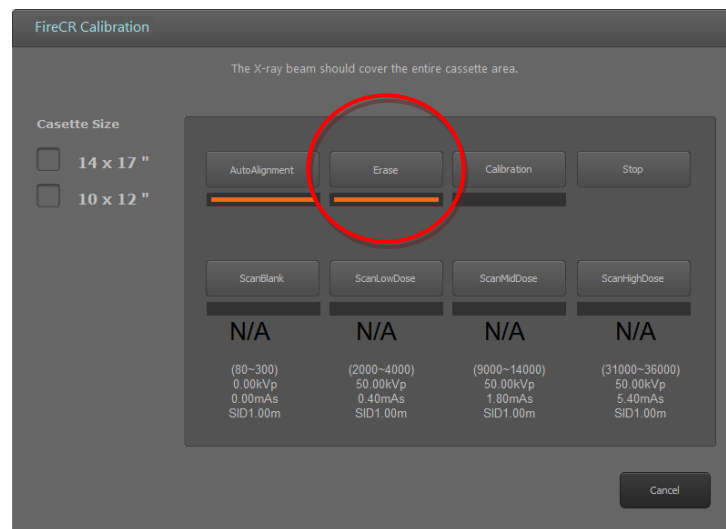 FireCR Calibration
The X-ray beam should cover the entire cassette area.
Casette Size
14 x 17 "
10 x 12 "
AutoAlignment Erase Calibration Stop
ScanBlank ScanLowDose ScanMidDose ScanHighDose
N/A N/A N/A N/A
(80~300) (2000~4000) (9000~14000) (31000~36000)
0.00kVp 50.00kVp 50.00kVp 50.00kVp
0.00mAs 0.40mAs 1.80mAs 5.40mAs
SID1.00m SID1.00m SID1.00m SID1.00m
Cancel